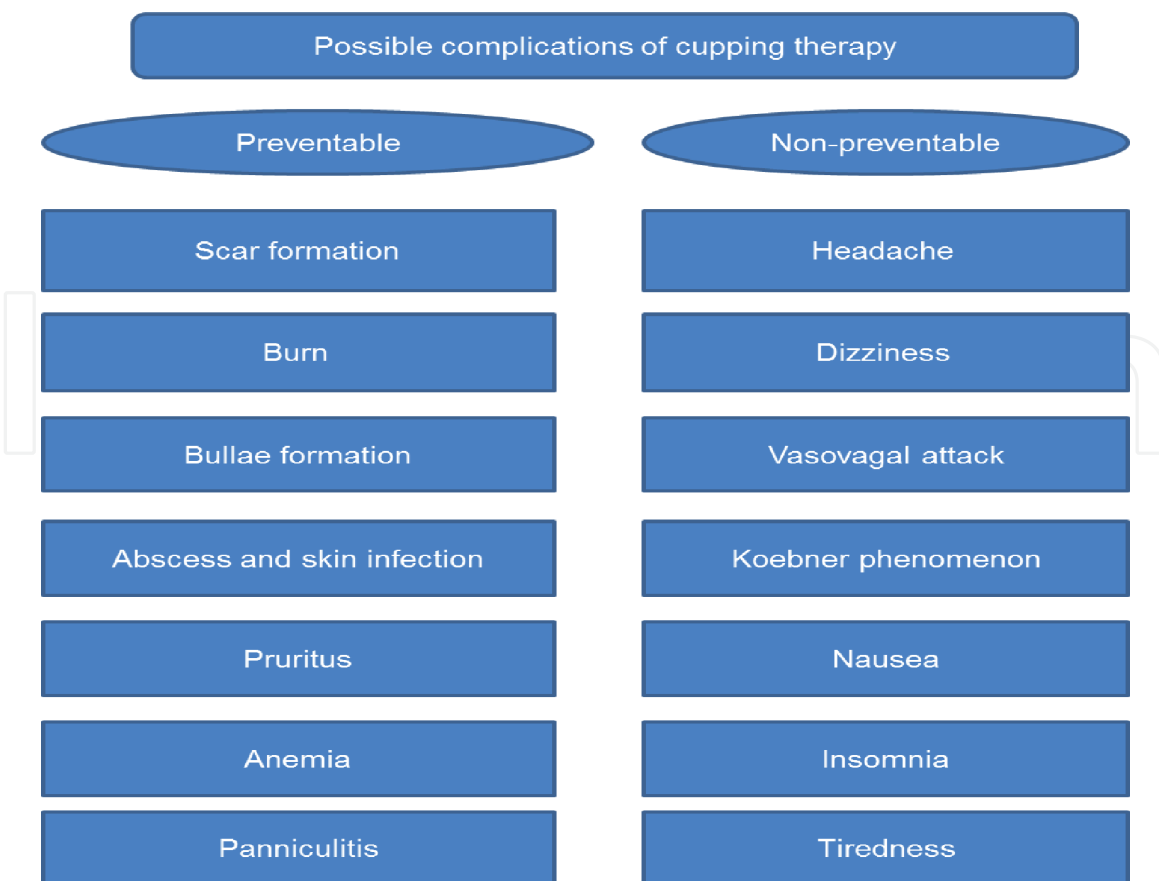 Possible complications of cupping therapy
Preventable
Non-preventable
Scar formation
Headache
Burn
Dizziness
Bullae formation
Vasovagal attack
Abscess and skin infection
Koebner phenomenon
Pruritus
Nausea
Anemia
Insomnia
Panniculitis
Tiredness